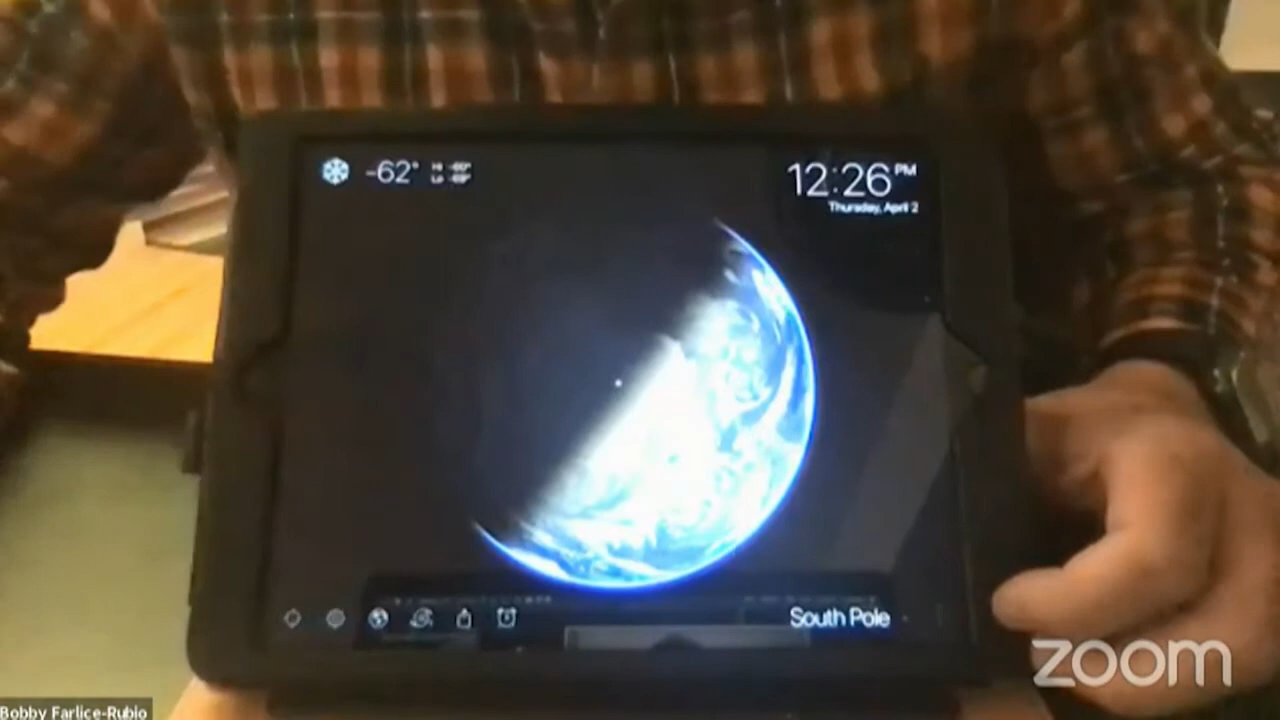 -62°
12:26 PM
Thursday, April 2
South Pole
zoom
Bobby Farlice-Rubio